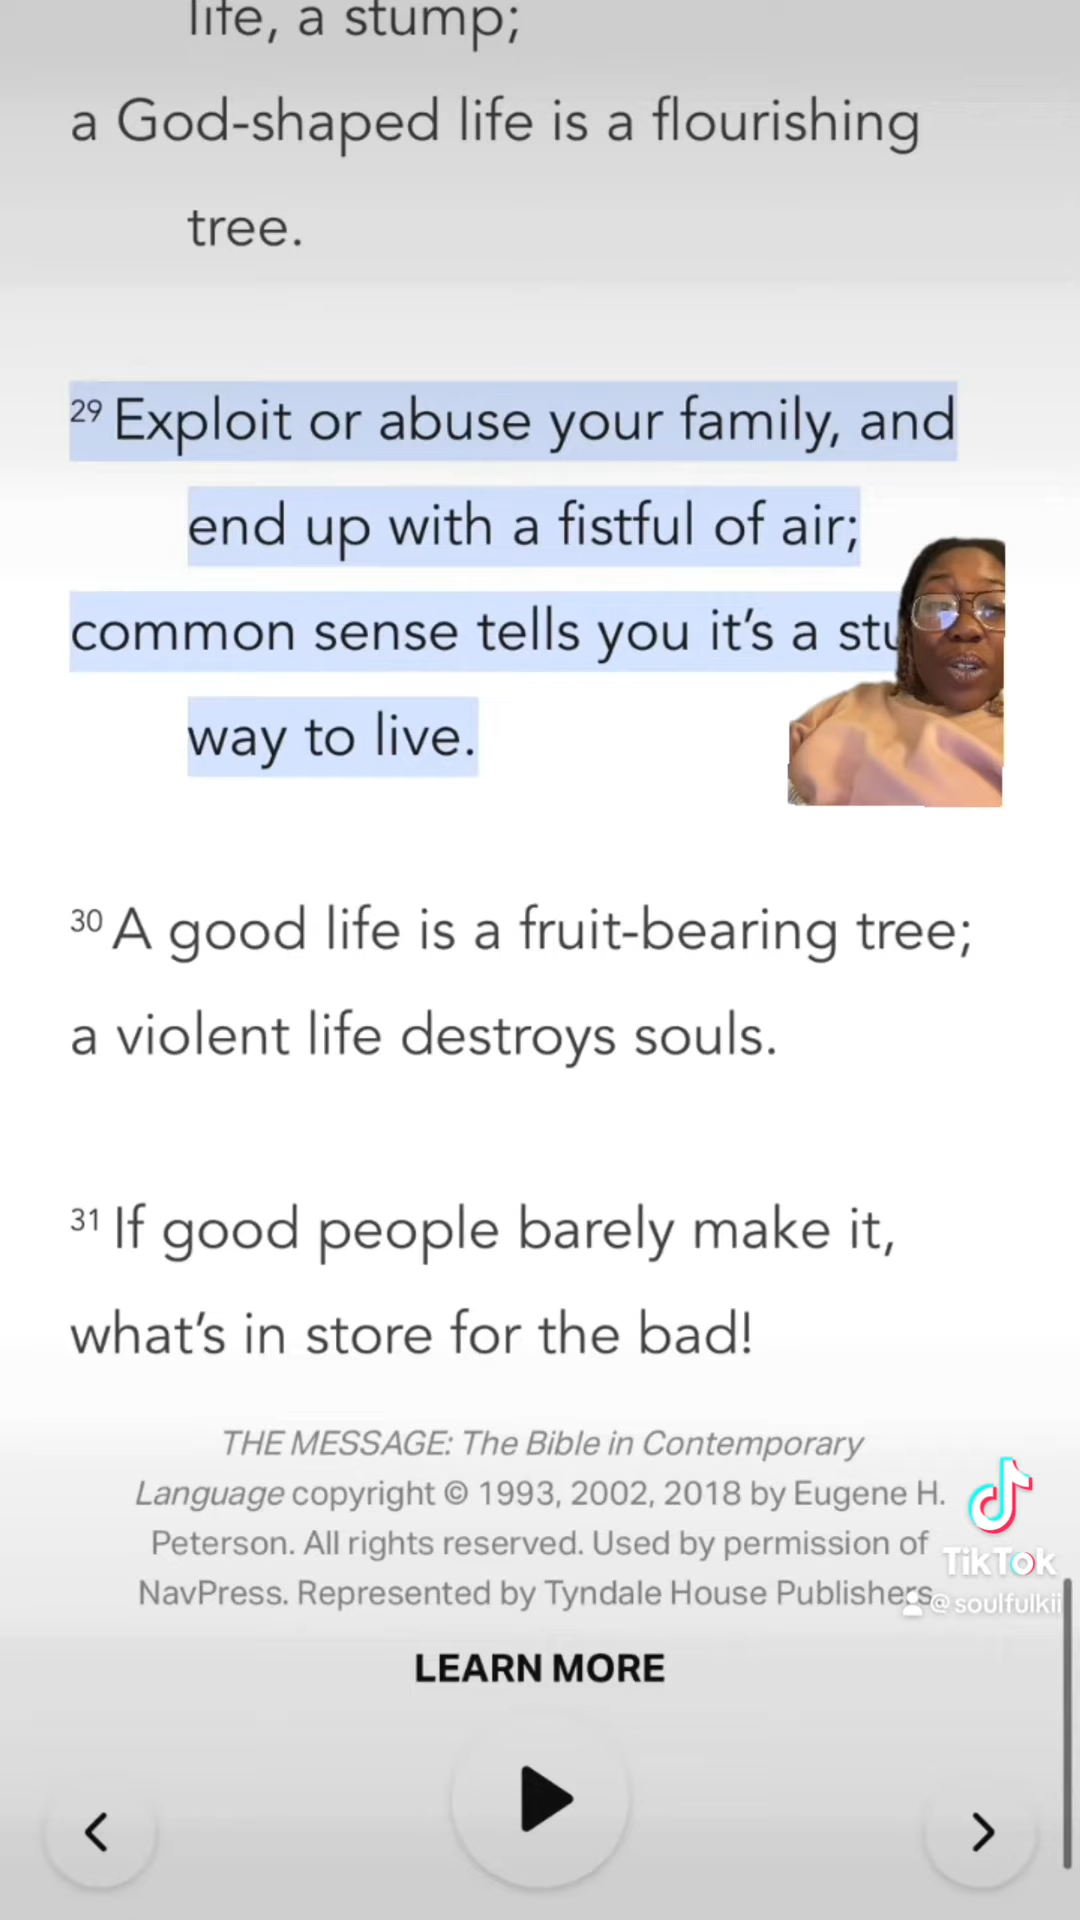 life, a stump;
a God-shaped life is a flourishing
tree.
29 Exploit or abuse your family, and
end up with a fistful of air;
common sense tells you it's a
way to live.
30 A good life is a fruit-bearing tree;
a violent life destroys souls.
31 If good people barely make it,
what's in store for the bad!
THE MESSAGE: The Bible in Contemporary
Language copyright © 1993, 2002, 2018 by Eugene H.
Peterson. All rights reserved. Used by permission of
NavPress. Represented by Tyndale House Publishers
TikTok
@soulfulkii
LEARN MORE